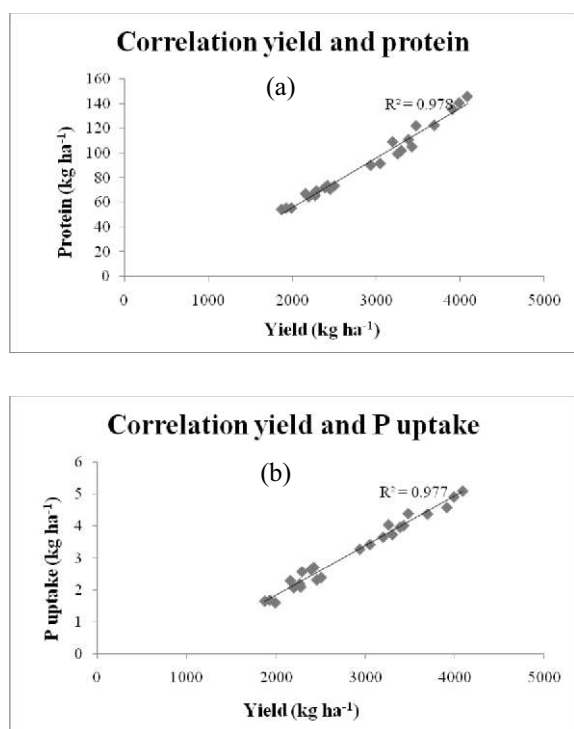 Correlation yield and protein
(a)
R² = 0.978
160
140
120
100
80
60
40
20
0
Protein (kg ha⁻¹)
0 1000 2000 3000 4000 5000
Yield (kg ha⁻¹)
Correlation yield and P uptake
(b)
R² = 0.977
6
5
4
3
2
1
0
P uptake (kg ha⁻¹)
0 1000 2000 3000 4000 5000
Yield (kg ha⁻¹)